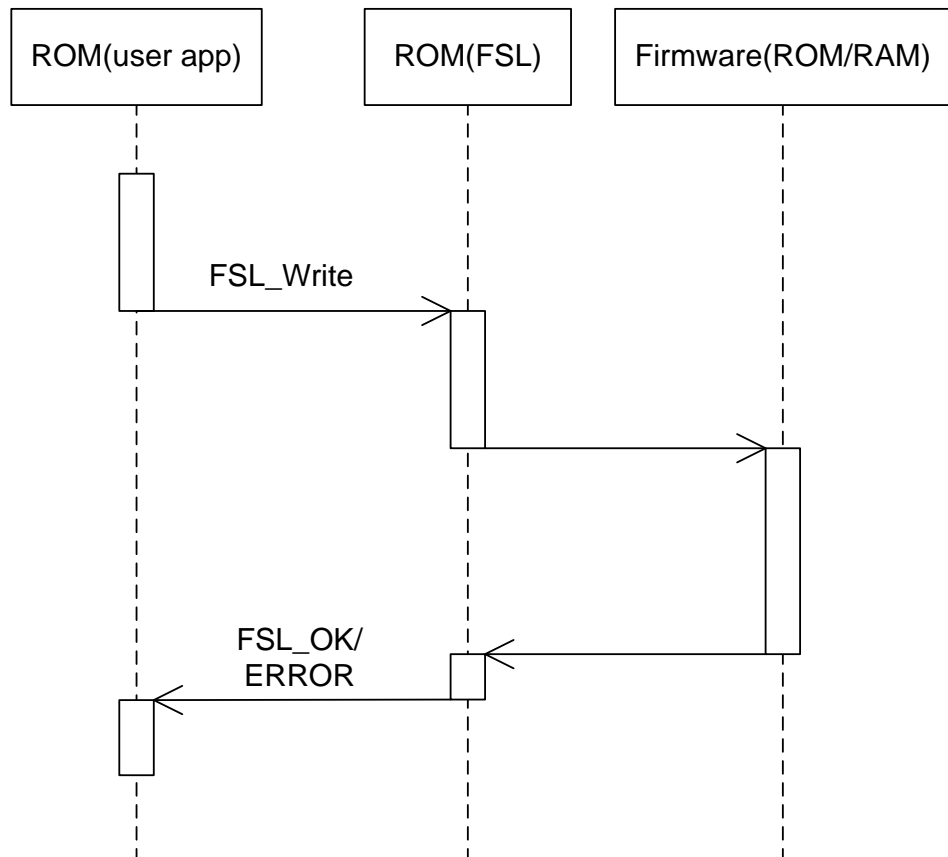 ROM(user app)
ROM(FSL)
Firmware(ROM/RAM)
FSL_Write
FSL_OK/
ERROR